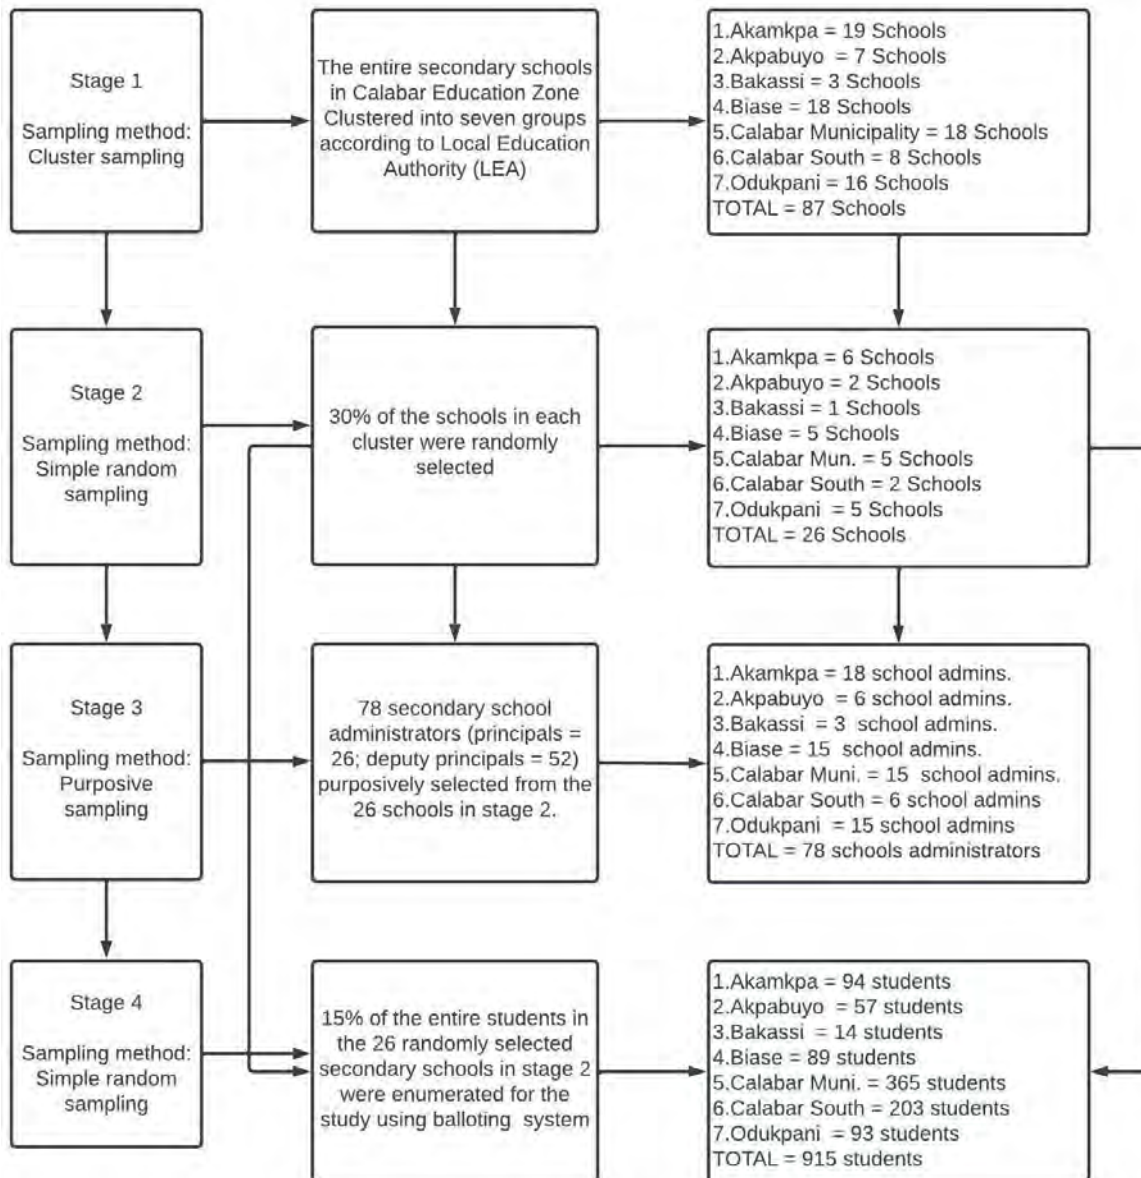 Stage 1
Sampling method:
Cluster sampling
The entire secondary schools
in Calabar Education Zone
Clustered into seven groups
according to Local Education
Authority (LEA)
1.Akamkpa = 19 Schools
2.Akpabuyo = 7 Schools
3.Bakassi = 3 Schools
4.Biase = 18 Schools
5.Calabar Municipality = 18 Schools
6.Calabar South = 8 Schools
7.Odukpani = 16 Schools
TOTAL = 87 Schools
Stage 2
Sampling method:
Simple random
sampling
30% of the schools in each
cluster were randomly
selected
1.Akamkpa = 6 Schools
2.Akpabuyo = 2 Schools
3.Bakassi = 1 Schools
4.Biase = 5 Schools
5.Calabar Mun. = 5 Schools
6.Calabar South = 2 Schools
7.Odukpani = 5 Schools
TOTAL = 26 Schools
Stage 3
Sampling method:
Purposive
sampling
78 secondary school
administrators (principals =
26; deputy principals = 52)
purposively selected from the
26 schools in stage 2.
1.Akamkpa = 18 school admins.
2.Akpabuyo = 6 school admins.
3.Bakassi = 3 school admins.
4.Biase = 15 school admins.
5.Calabar Muni. = 15 school admins.
6.Calabar South = 6 school admins
7.Odukpani = 15 school admins
TOTAL = 78 schools administrators
Stage 4
Sampling method:
Simple random
sampling
15% of the entire students in
the 26 randomly selected
secondary schools in stage 2
were enumerated for the
study using balloting system
1.Akamkpa = 94 students
2.Akpabuyo = 57 students
3.Bakassi = 14 students
4.Biase = 89 students
5.Calabar Muni. = 365 students
6.Calabar South = 203 students
7.Odukpani = 93 students
TOTAL = 915 students